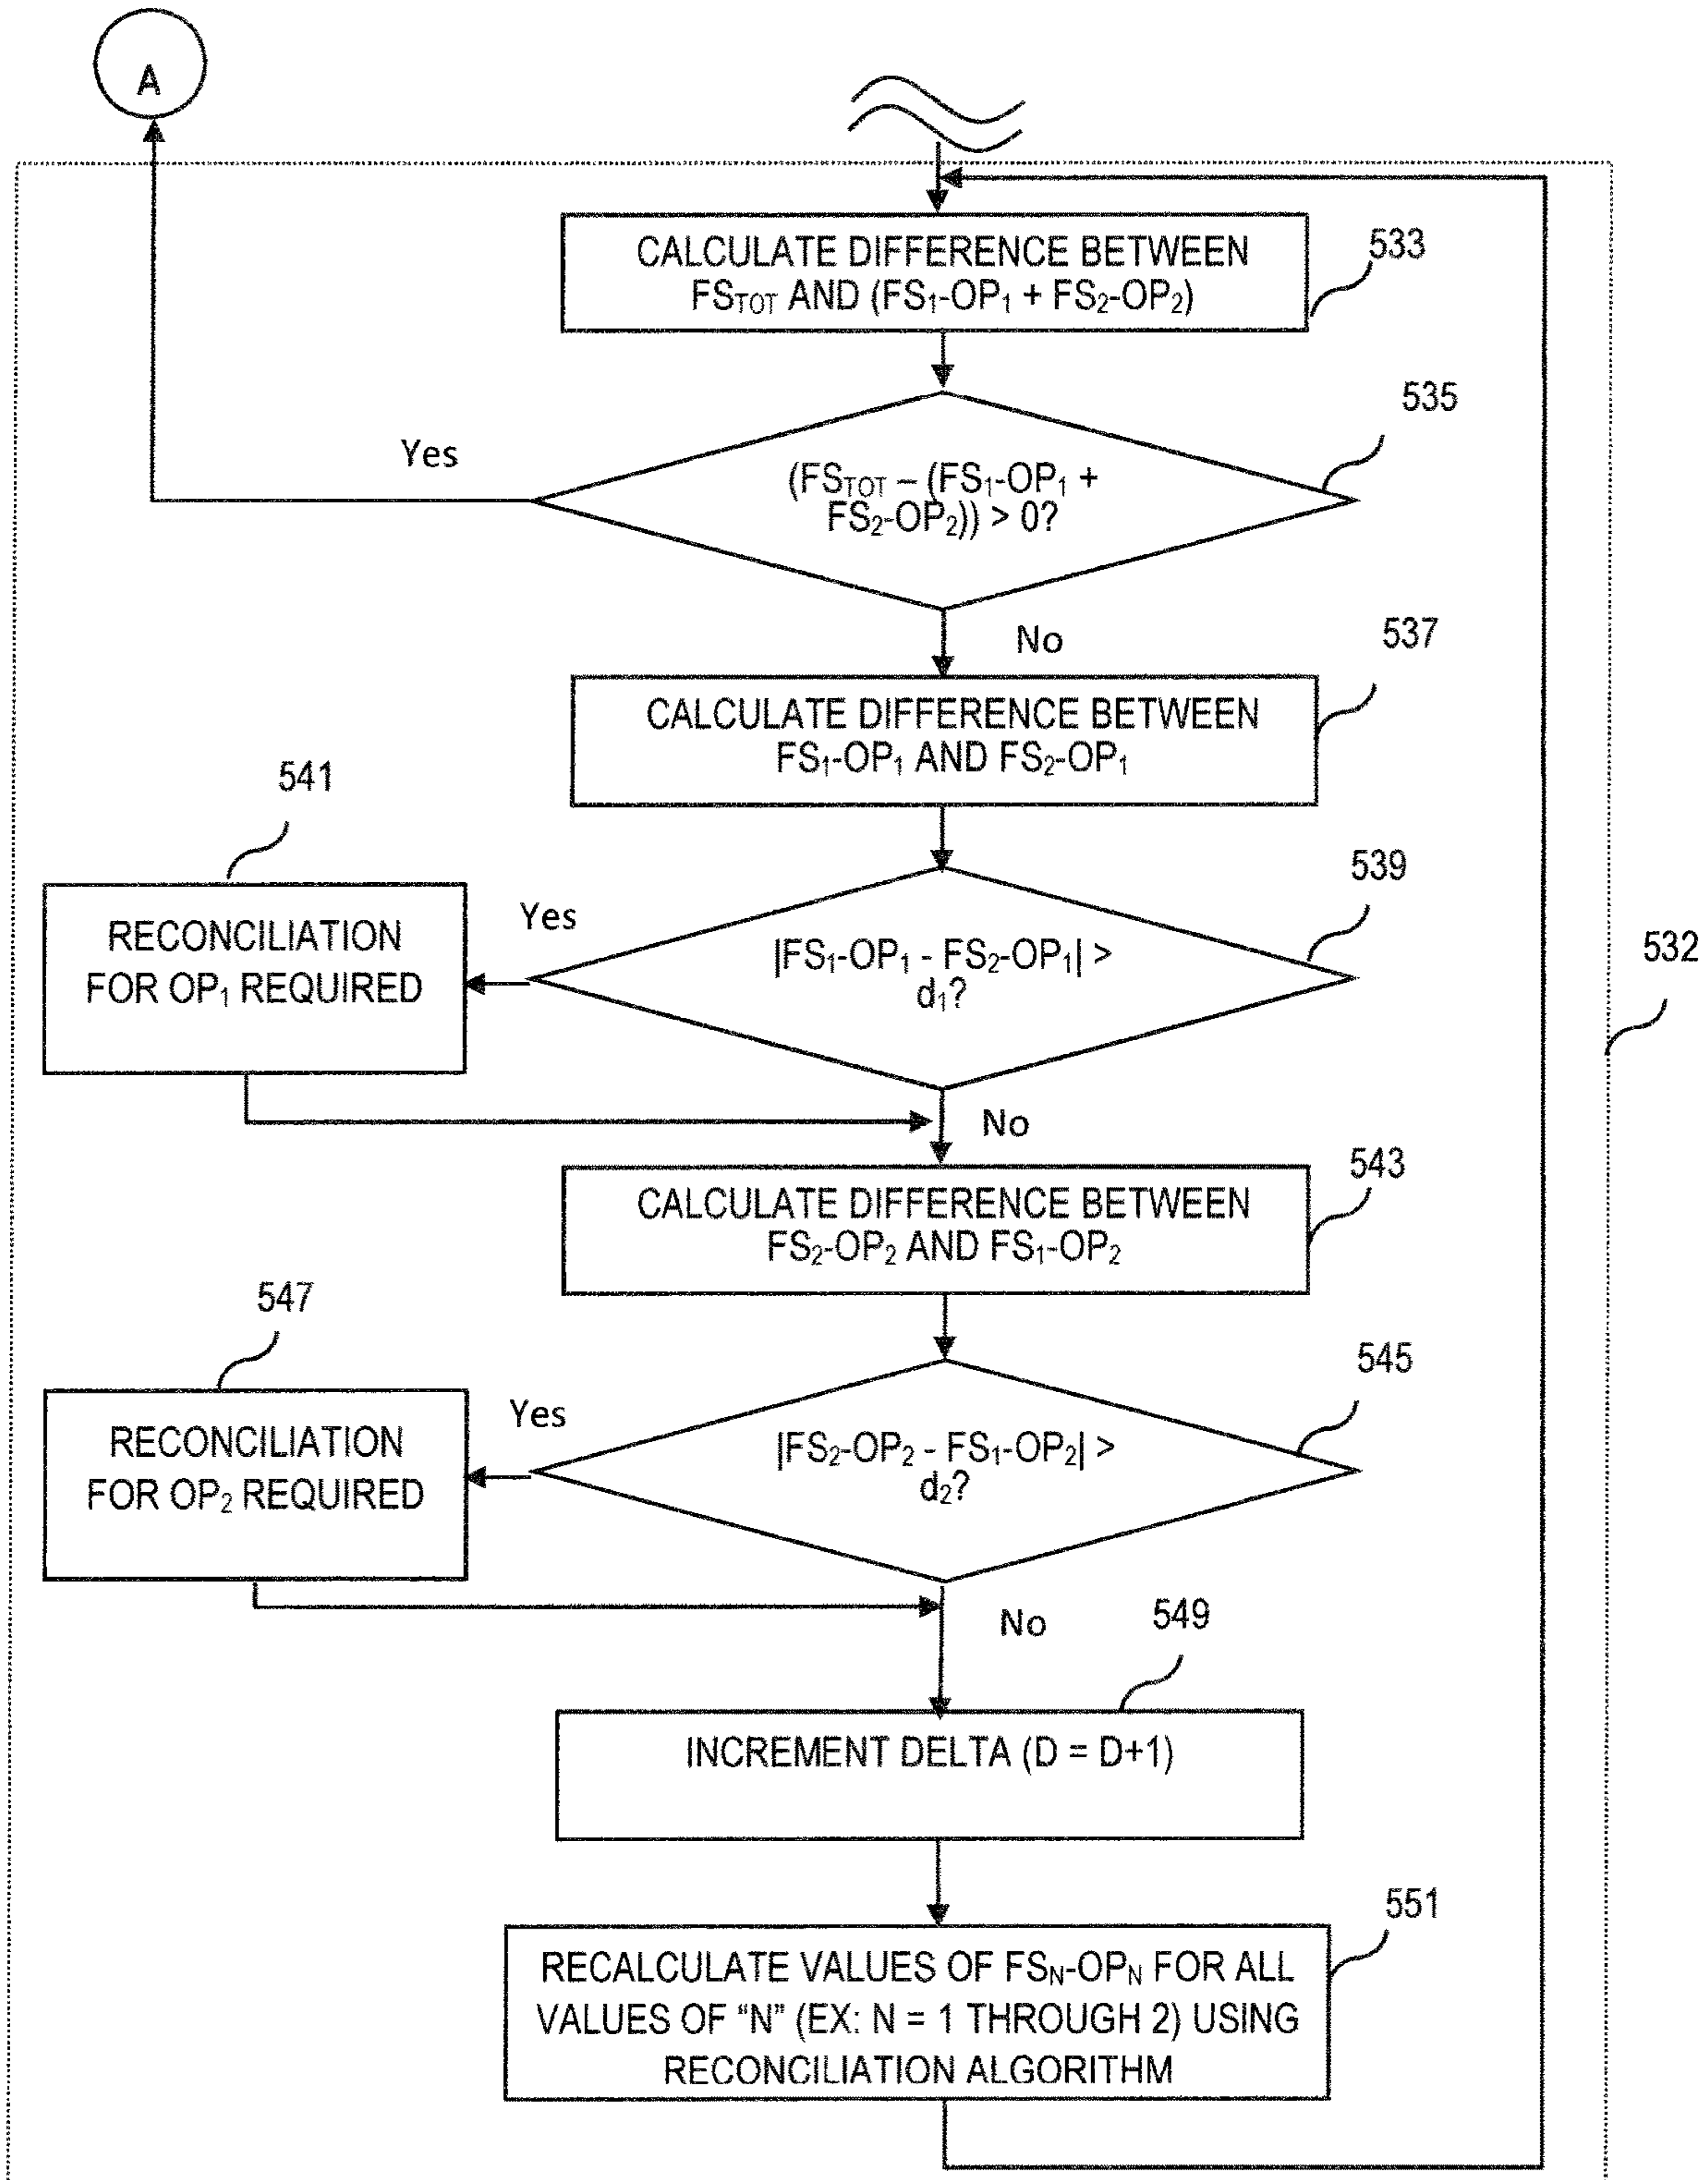 A
CALCULATE DIFFERENCE BETWEEN
FS_TOT AND (FS₁-OP₁ + FS₂-OP₂)
533
535
Yes
(FS_TOT – (FS₁-OP₁ +
FS₂-OP₂)) > 0?
No
537
CALCULATE DIFFERENCE BETWEEN
FS₁-OP₁ AND FS₂-OP₁
541
539
RECONCILIATION
FOR OP₁ REQUIRED
Yes
|FS₁-OP₁ - FS₂-OP₁| >
d₁?
532
No
543
CALCULATE DIFFERENCE BETWEEN
FS₂-OP₂ AND FS₁-OP₂
547
545
RECONCILIATION
FOR OP₂ REQUIRED
Yes
|FS₂-OP₂ - FS₁-OP₂| >
d₂?
No
549
INCREMENT DELTA (D = D+1)
551
RECALCULATE VALUES OF FS_N-OP_N FOR ALL
VALUES OF “N” (EX: N = 1 THROUGH 2) USING
RECONCILIATION ALGORITHM